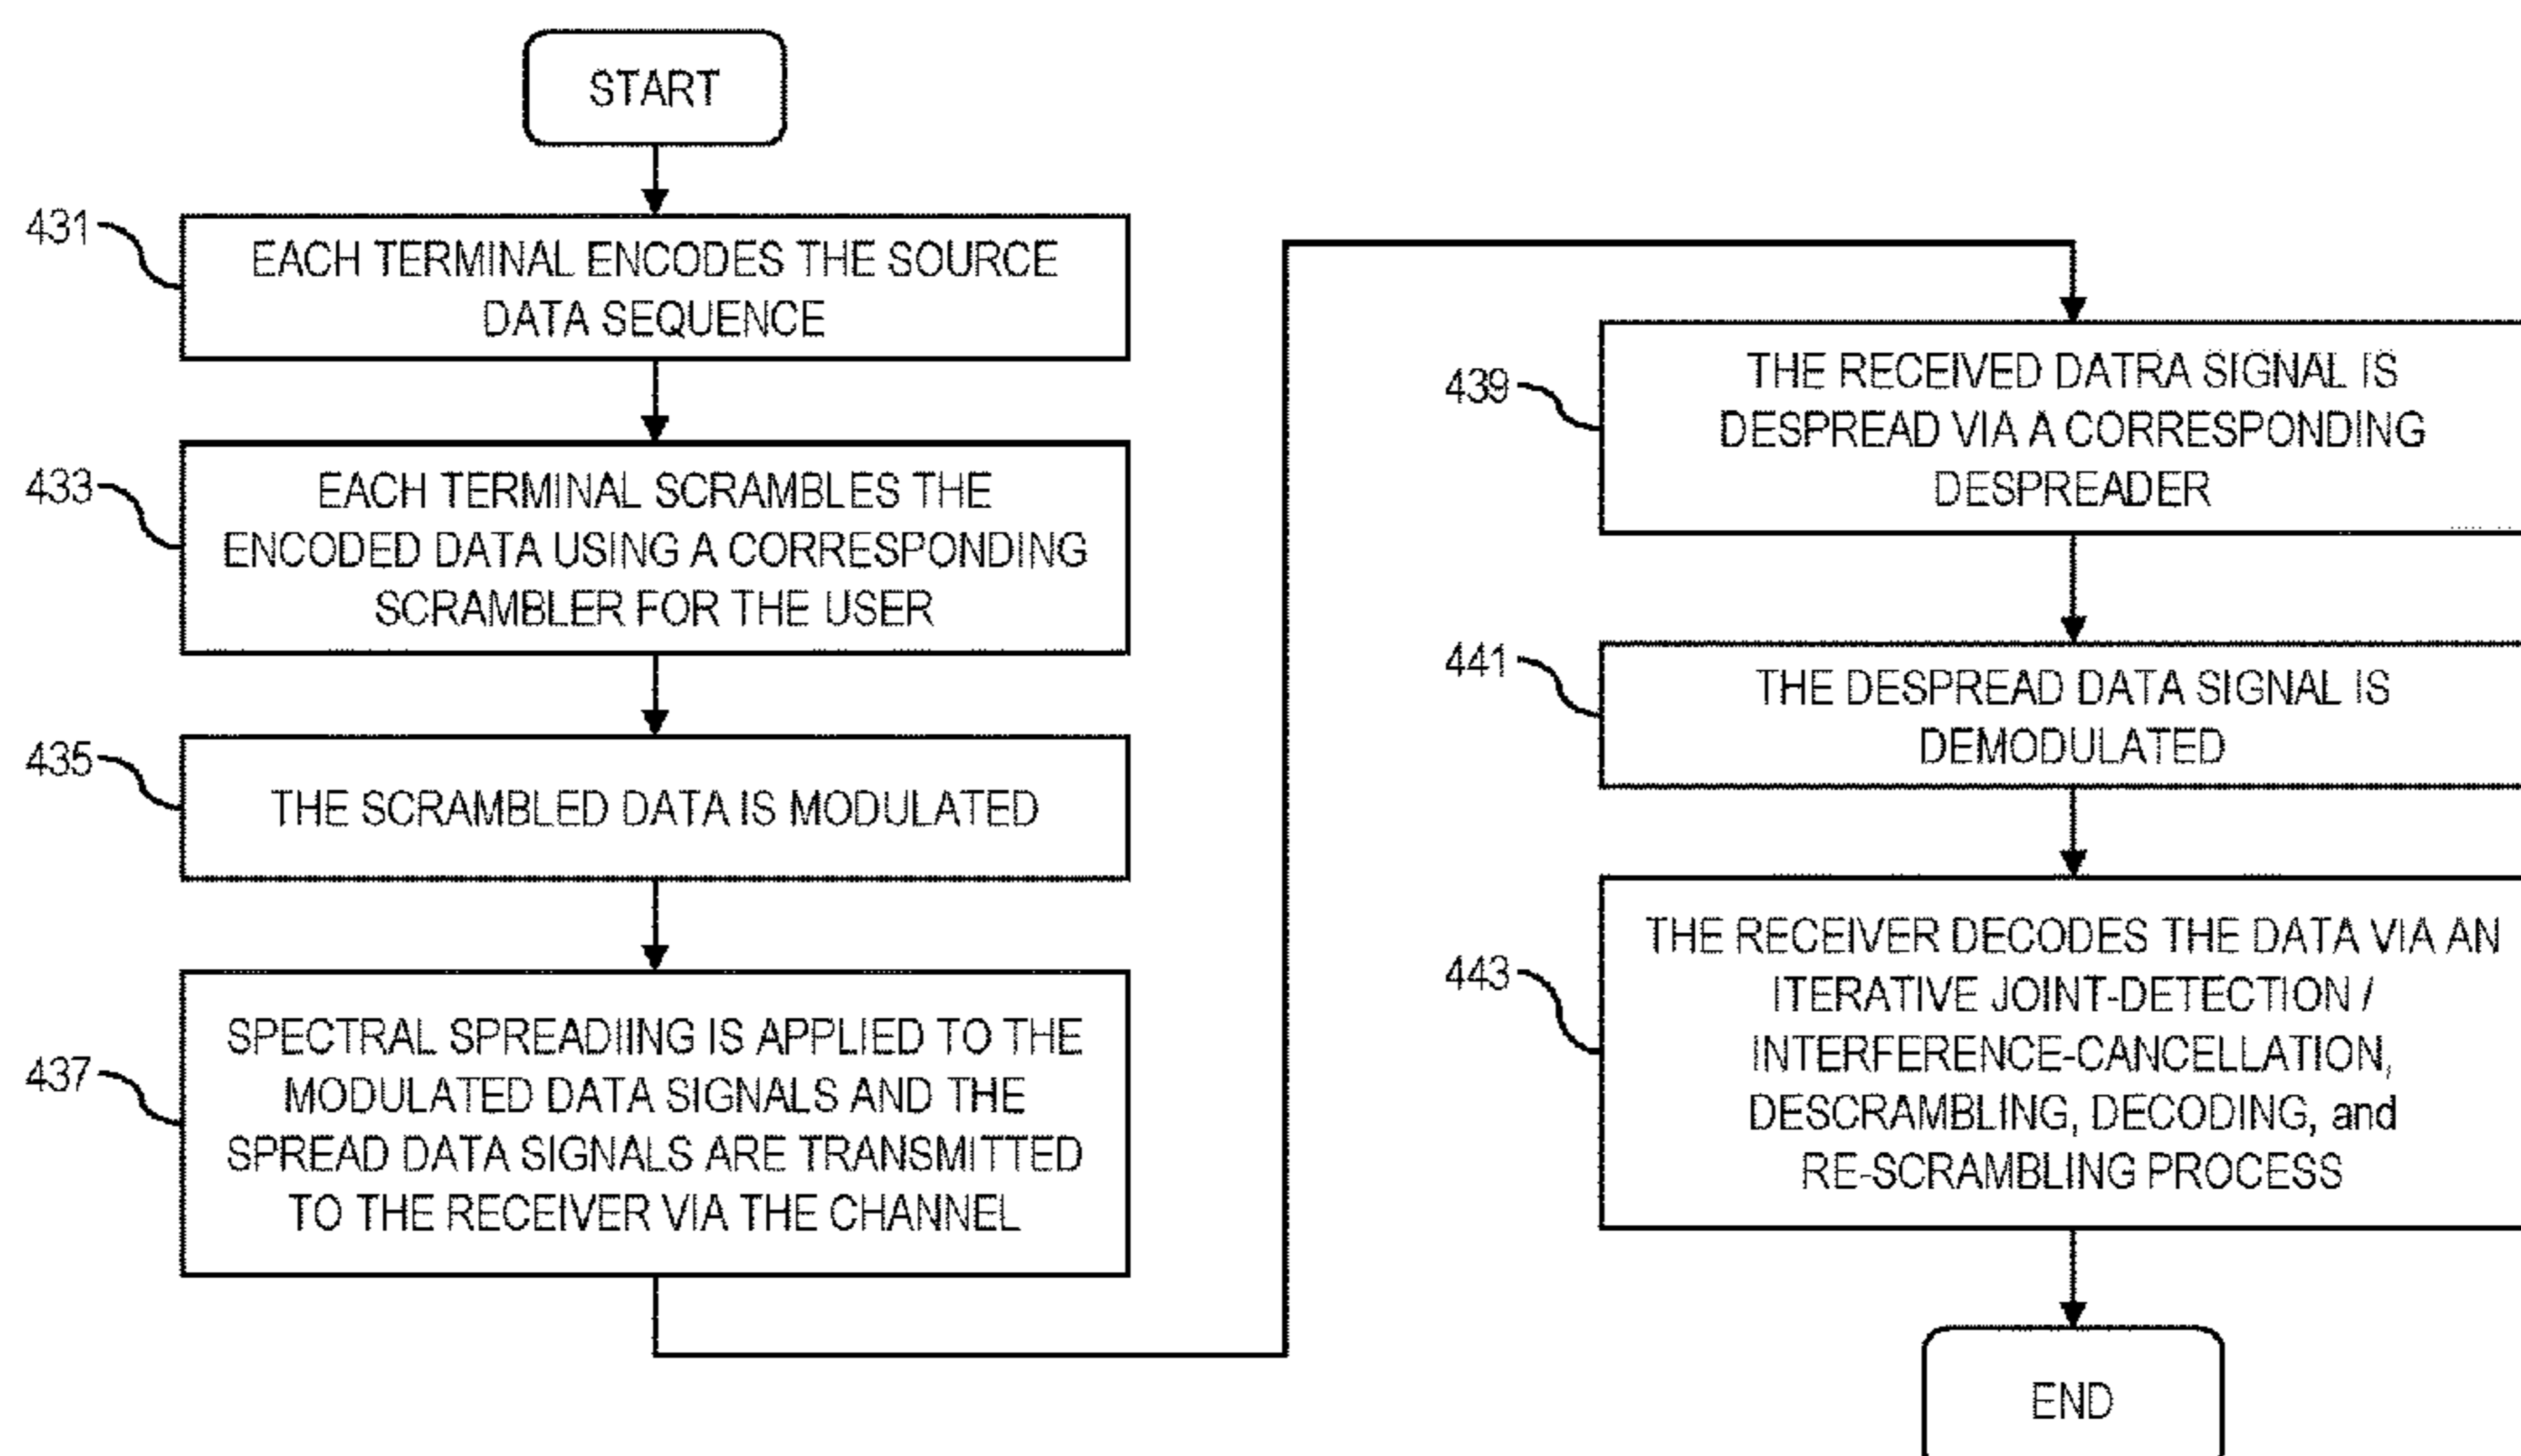 START
431
EACH TERMINAL ENCODES THE SOURCE
DATA SEQUENCE
433
EACH TERMINAL SCRAMBLES THE
ENCODED DATA USING A CORRESPONDING
SCRAMBLER FOR THE USER
435
THE SCRAMBLED DATA IS MODULATED
437
SPECTRAL SPREADIING IS APPLIED TO THE
MODULATED DATA SIGNALS AND THE
SPREAD DATA SIGNALS ARE TRANSMITTED
TO THE RECEIVER VIA THE CHANNEL
439
THE RECEIVED DATRA SIGNAL IS
DESPREAD VIA A CORRESPONDING
DESPREADER
441
THE DESPREAD DATA SIGNAL IS
DEMODULATED
443
THE RECEIVER DECODES THE DATA VIA AN
ITERATIVE JOINT-DETECTION /
INTERFERENCE-CANCELLATION,
DESCRAMBLING, DECODING, and
RE-SCRAMBLING PROCESS
END